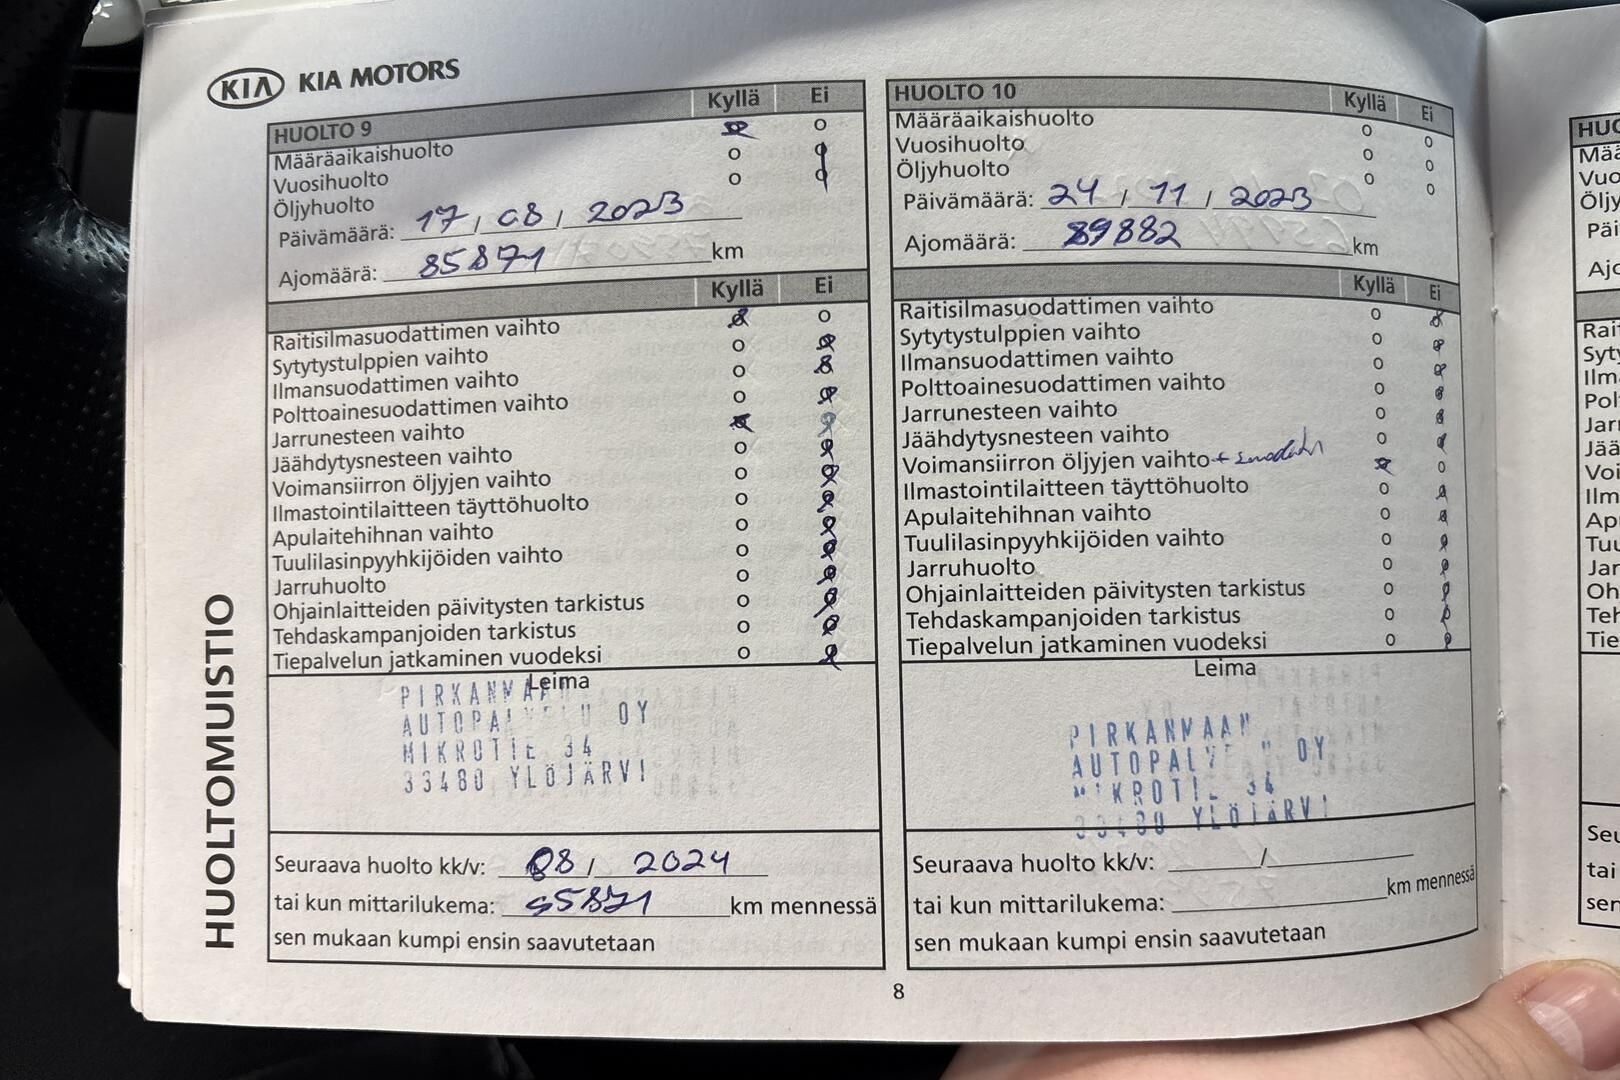 KIA KIA MOTORS
HUOLTOMUISTIO
HUOLTO 9 Kyllä Ei
Määräaikaishuolto
Vuosihuolto
Öljyhuolto
Päivämäärä: 17 / 08 / 2023
Ajomäärä: 85871 km
Kyllä Ei
Raitisilmasuodattimen vaihto
Sytytystulppien vaihto
Ilmansuodattimen vaihto
Polttoainesuodattimen vaihto
Jarrunesteen vaihto
Jäähdytysnesteen vaihto
Voimansiirron öljyjen vaihto
Ilmastointilaitteen täyttöhuolto
Apulaitehihnan vaihto
Tuulilasinpyyhkijöiden vaihto
Jarruhuolto
Ohjainlaitteiden päivitysten tarkistus
Tehdaskampanjoiden tarkistus
Tiepalvelun jatkaminen vuodeksi
Leima
PIRKANMAAN
AUTOPALVELU OY
MIKROTIE 34
33480 YLÖJÄRVI
Seuraava huolto kk/v: 08 / 2024
tai kun mittarilukema: 95871 km mennessä
sen mukaan kumpi ensin saavutetaan
HUOLTO 10 Kyllä Ei
Määräaikaishuolto
Vuosihuolto
Öljyhuolto
Päivämäärä: 24 / 11 / 2023
Ajomäärä: 89882 km
Kyllä Ei
Raitisilmasuodattimen vaihto
Sytytystulppien vaihto
Ilmansuodattimen vaihto
Polttoainesuodattimen vaihto
Jarrunesteen vaihto
Jäähdytysnesteen vaihto
Voimansiirron öljyjen vaihto +
Ilmastointilaitteen täyttöhuolto
Apulaitehihnan vaihto
Tuulilasinpyyhkijöiden vaihto
Jarruhuolto
Ohjainlaitteiden päivitysten tarkistus
Tehdaskampanjoiden tarkistus
Tiepalvelun jatkaminen vuodeksi
Leima
PIRKANMAAN
AUTOPALVELU OY
MIKROTIE 34
33480 YLÖJÄRVI
Seuraava huolto kk/v: /
tai kun mittarilukema: km mennessä
sen mukaan kumpi ensin saavutetaan
8